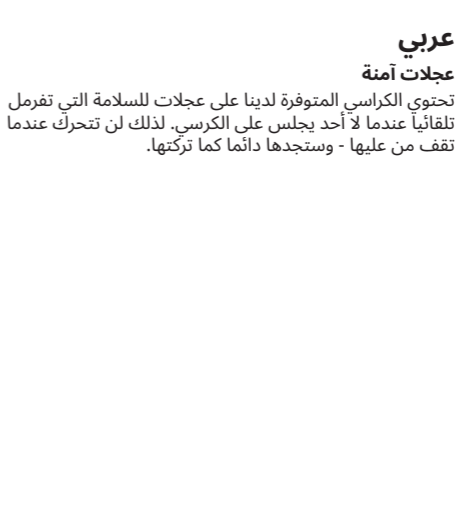 عربي
عجلات آمنة
تحتوي الكراسي المتوفرة لدينا على عجلات للسلامة التي تفرمل
تلقائياً عندما لا أحد يجلس على الكرسي. لذلك لن تتحرك عندما
تقف من عليها - وستجدها دائما كما تركتها.